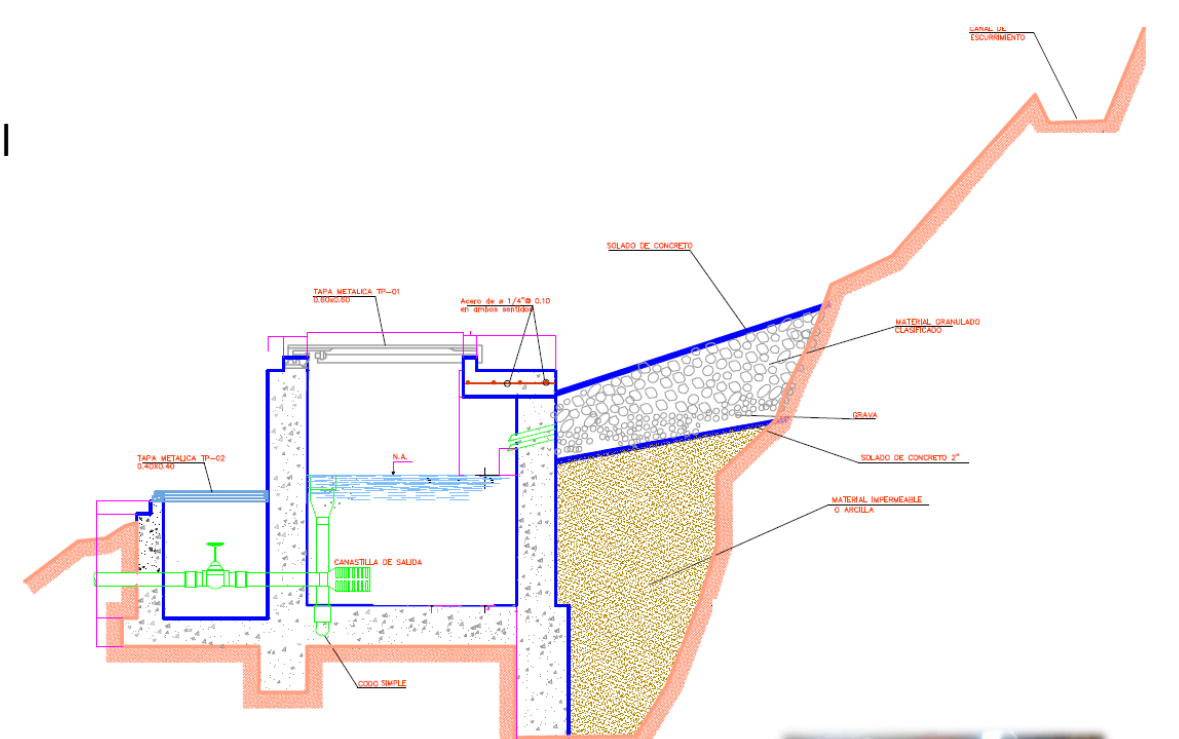 CANAL DE
ESCURRIMIENTO
SOLADO DE CONCRETO
TAPA METALICA TP-01
0.60x0.60
Acero de ø 1/4"@ 0.10
en ambos sentidos
MATERIAL GRANULADO
CLASIFICADO
GRAVA
TAPA METALICA TP-02
0.40X0.40
N.A.
SOLADO DE CONCRETO 2"
MATERIAL IMPERMEABLE
O ARCILLA
CANASTILLA DE SALIDA
CODO SIMPLE